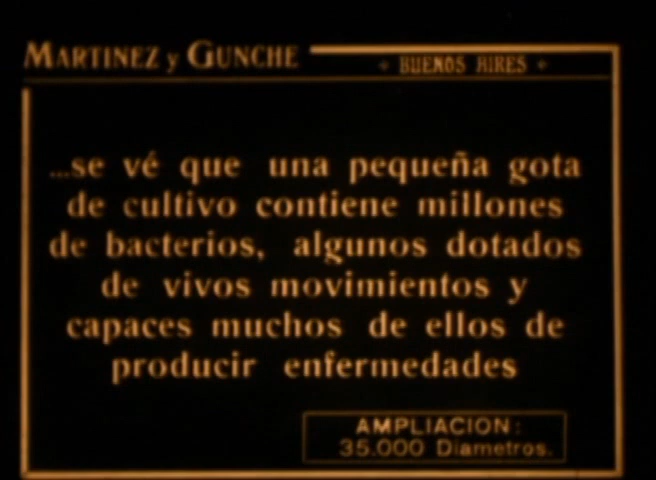 MARTINEZ y GUNCHE
BUENOS AIRES
...se vé que una pequeña gota
de cultivo contiene millones
de bacterios, algunos dotados
de vivos movimientos y
capaces muchos de ellos de
producir enfermedades
AMPLIACION:
35.000 Diametros.